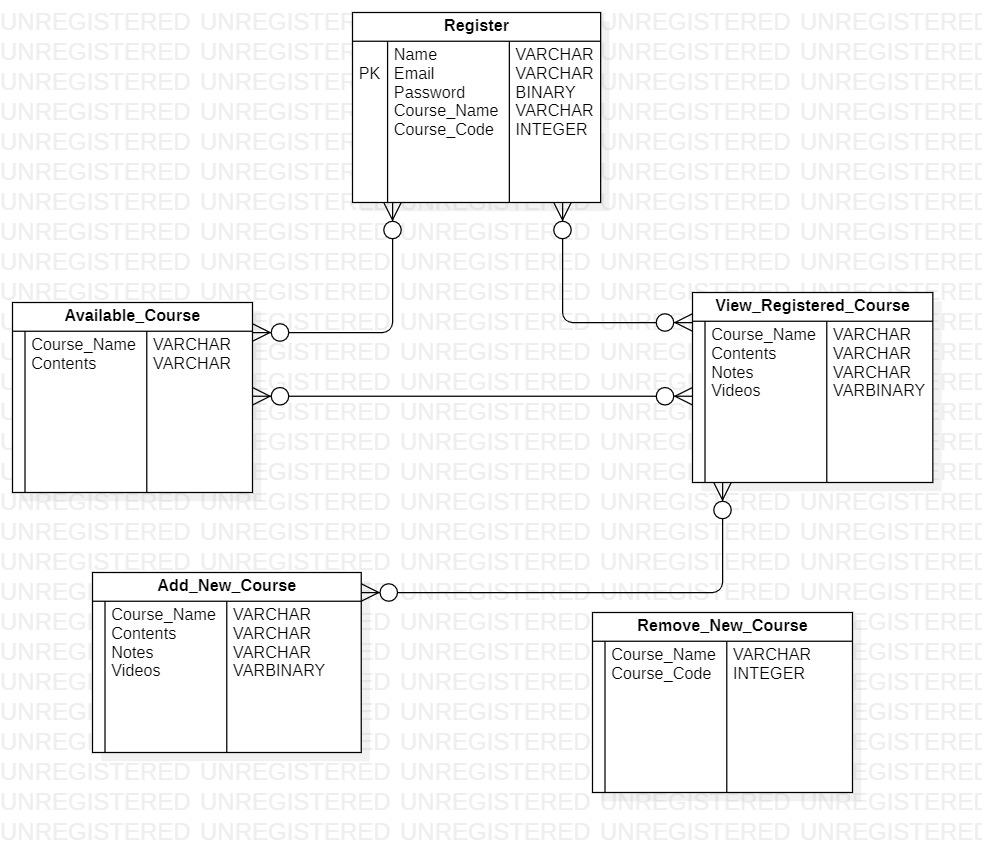 Register
Name VARCHAR
PK Email VARCHAR
Password BINARY
Course_Name VARCHAR
Course_Code INTEGER
Available_Course
Course_Name VARCHAR
Contents VARCHAR
View_Registered_Course
Course_Name VARCHAR
Contents VARCHAR
Notes VARCHAR
Videos VARBINARY
Add_New_Course
Course_Name VARCHAR
Contents VARCHAR
Notes VARCHAR
Videos VARBINARY
Remove_New_Course
Course_Name VARCHAR
Course_Code INTEGER
UNREGISTERED UNREGISTERED UNREGISTERED UNREGISTERED UNREGISTERED